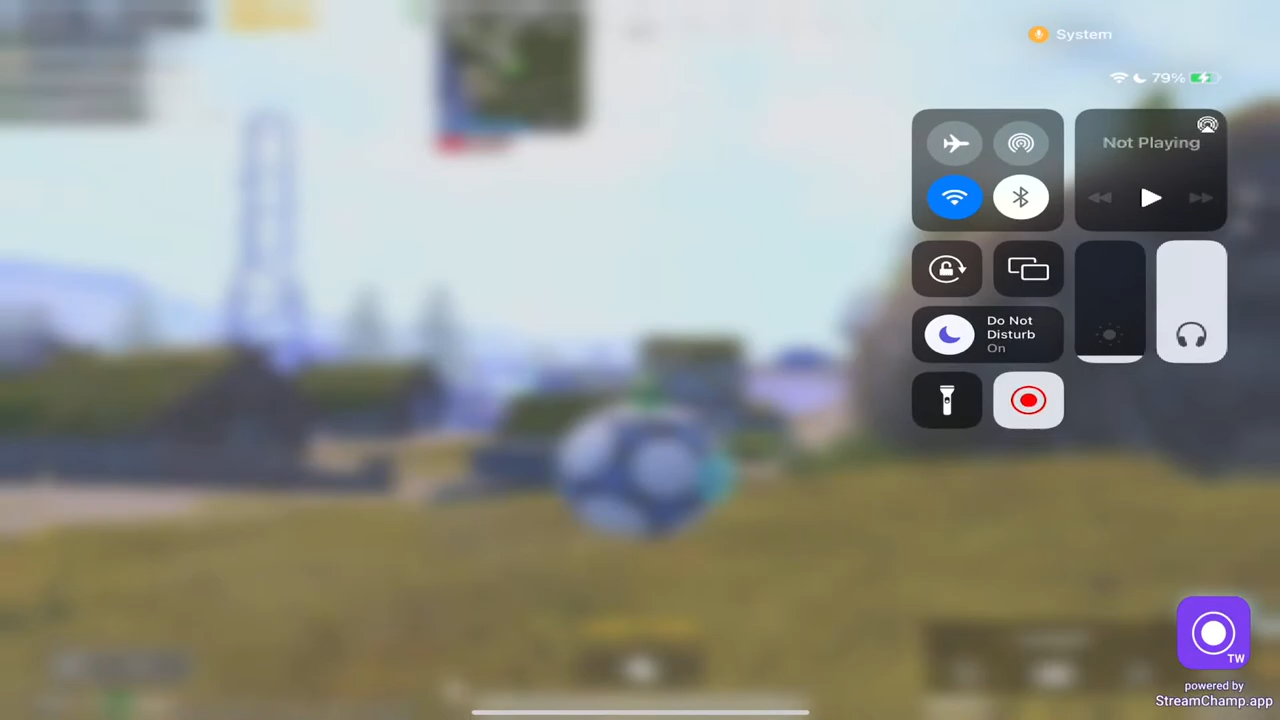 System
79%
Not Playing
Do Not
Disturb
On
TW
powered by
StreamChamp.app